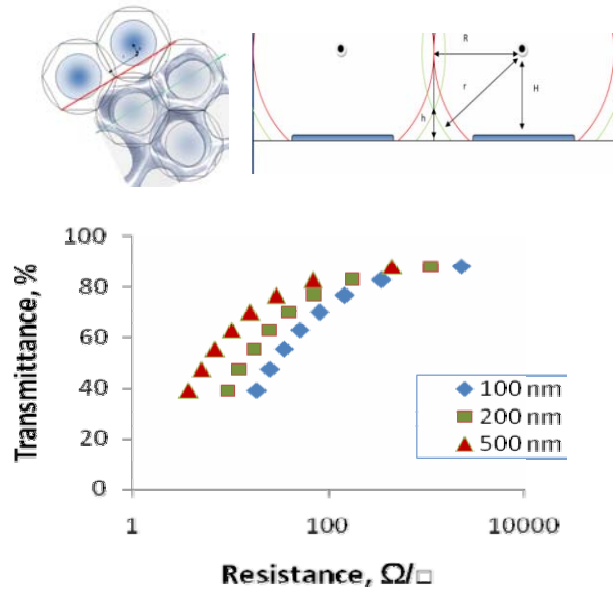 R
r
H
h
100
80
60
40
20
0
Transmittance, %
100 nm
200 nm
500 nm
1
100
10000
Resistance, Ω/□